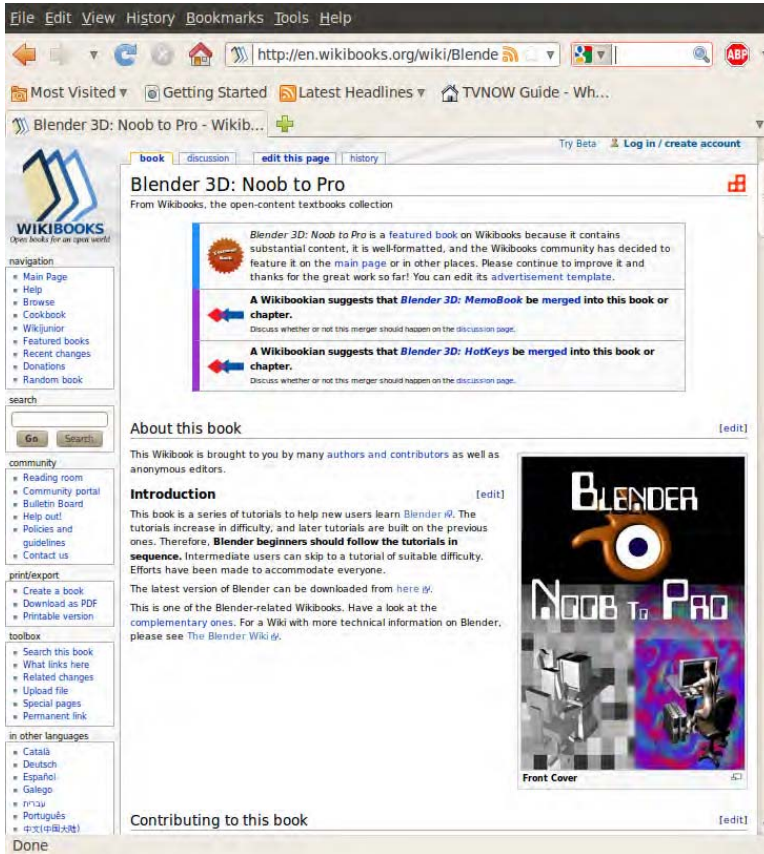 File Edit View History Bookmarks Tools Help
http://en.wikibooks.org/wiki/Blende
ABP
Most Visited Getting Started Latest Headlines TVNOW Guide - Wh...
Blender 3D: Noob to Pro - Wikib...
Try Beta Log in / create account
book discussion edit this page history
WIKIBOOKS
Open books for an open world
navigation
Main Page
Help
Browse
Cookbook
Wikijunior
Featured books
Recent changes
Donations
Random book
search
Go Search
community
Reading room
Community portal
Bulletin Board
Help out!
Policies and
guidelines
Contact us
print/export
Create a book
Download as PDF
Printable version
toolbox
Search this book
What links here
Related changes
Upload file
Special pages
Permanent link
in other languages
Català
Deutsch
Español
Galego
עברית
Português
中文(中国大陆)
Blender 3D: Noob to Pro
From Wikibooks, the open-content textbooks collection
Blender 3D: Noob to Pro is a featured book on Wikibooks because it contains
substantial content, it is well-formatted, and the Wikibooks community has decided to
feature it on the main page or in other places. Please continue to improve it and
thanks for the great work so far! You can edit its advertisement template.
A Wikibookian suggests that Blender 3D: MemoBook be merged into this book or
chapter.
Discuss whether or not this merger should happen on the discussion page.
A Wikibookian suggests that Blender 3D: HotKeys be merged into this book or
chapter.
Discuss whether or not this merger should happen on the discussion page.
About this book [edit]
This Wikibook is brought to you by many authors and contributors as well as
anonymous editors.
Introduction [edit]
This book is a series of tutorials to help new users learn Blender. The
tutorials increase in difficulty, and later tutorials are built on the previous
ones. Therefore, Blender beginners should follow the tutorials in
sequence. Intermediate users can skip to a tutorial of suitable difficulty.
Efforts have been made to accommodate everyone.
The latest version of Blender can be downloaded from here.
This is one of the Blender-related Wikibooks. Have a look at the
complementary ones. For a Wiki with more technical information on Blender,
please see The Blender Wiki.
BLENDER
NOOB TO PRO
Front Cover
Contributing to this book [edit]
Done